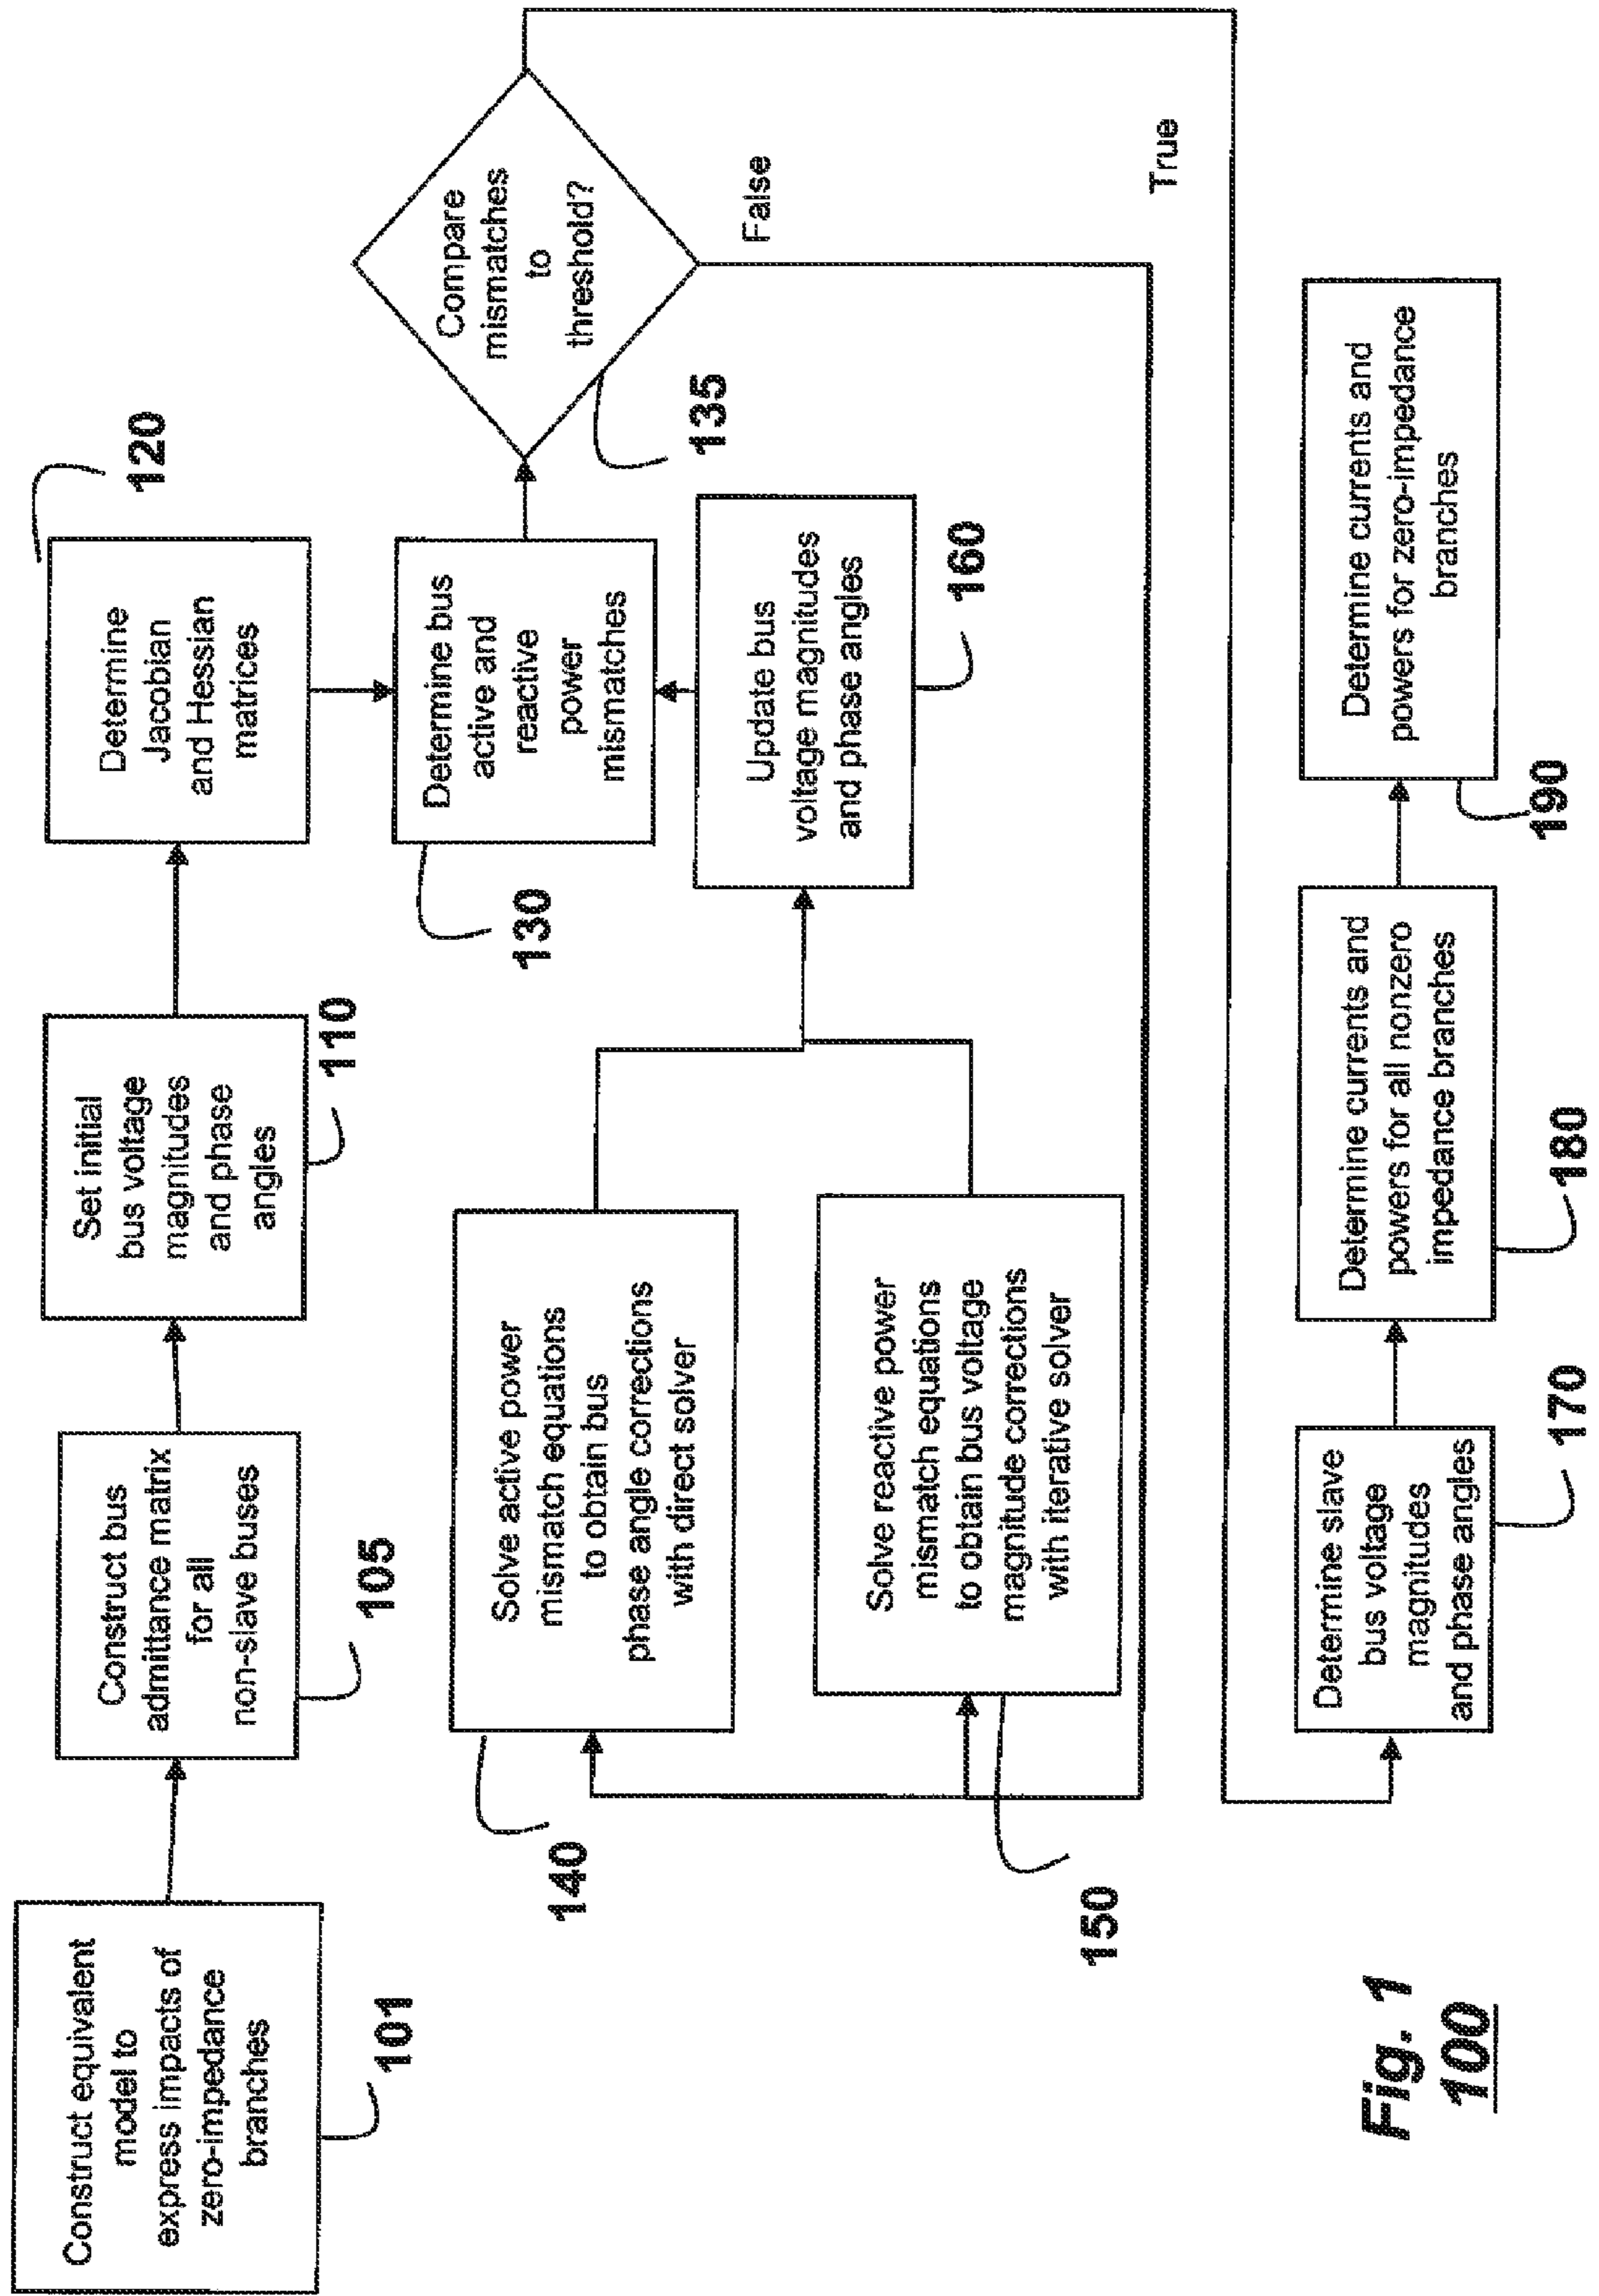 Construct equivalent
model to
express impacts of
zero-impedance
branches
101
Construct bus
admittance matrix
for all
non-slave buses
105
Set initial
bus voltage
magnitudes
and phase
angles
110
Determine
Jacobian
and Hessian
matrices
120
Determine bus
active and
reactive
power
mismatches
130
Compare
mismatches
to
threshold?
135
False
True
Solve active power
mismatch equations
to obtain bus
phase angle corrections
with direct solver
140
Solve reactive power
mismatch equations
to obtain bus voltage
magnitude corrections
with iterative solver
150
Update bus
voltage magnitudes
and phase angles
160
Determine slave
bus voltage
magnitudes
and phase angles
170
Determine currents and
powers for all nonzero
impedance branches
180
Determine currents and
powers for zero-impedance
branches
190
Fig. 1
100